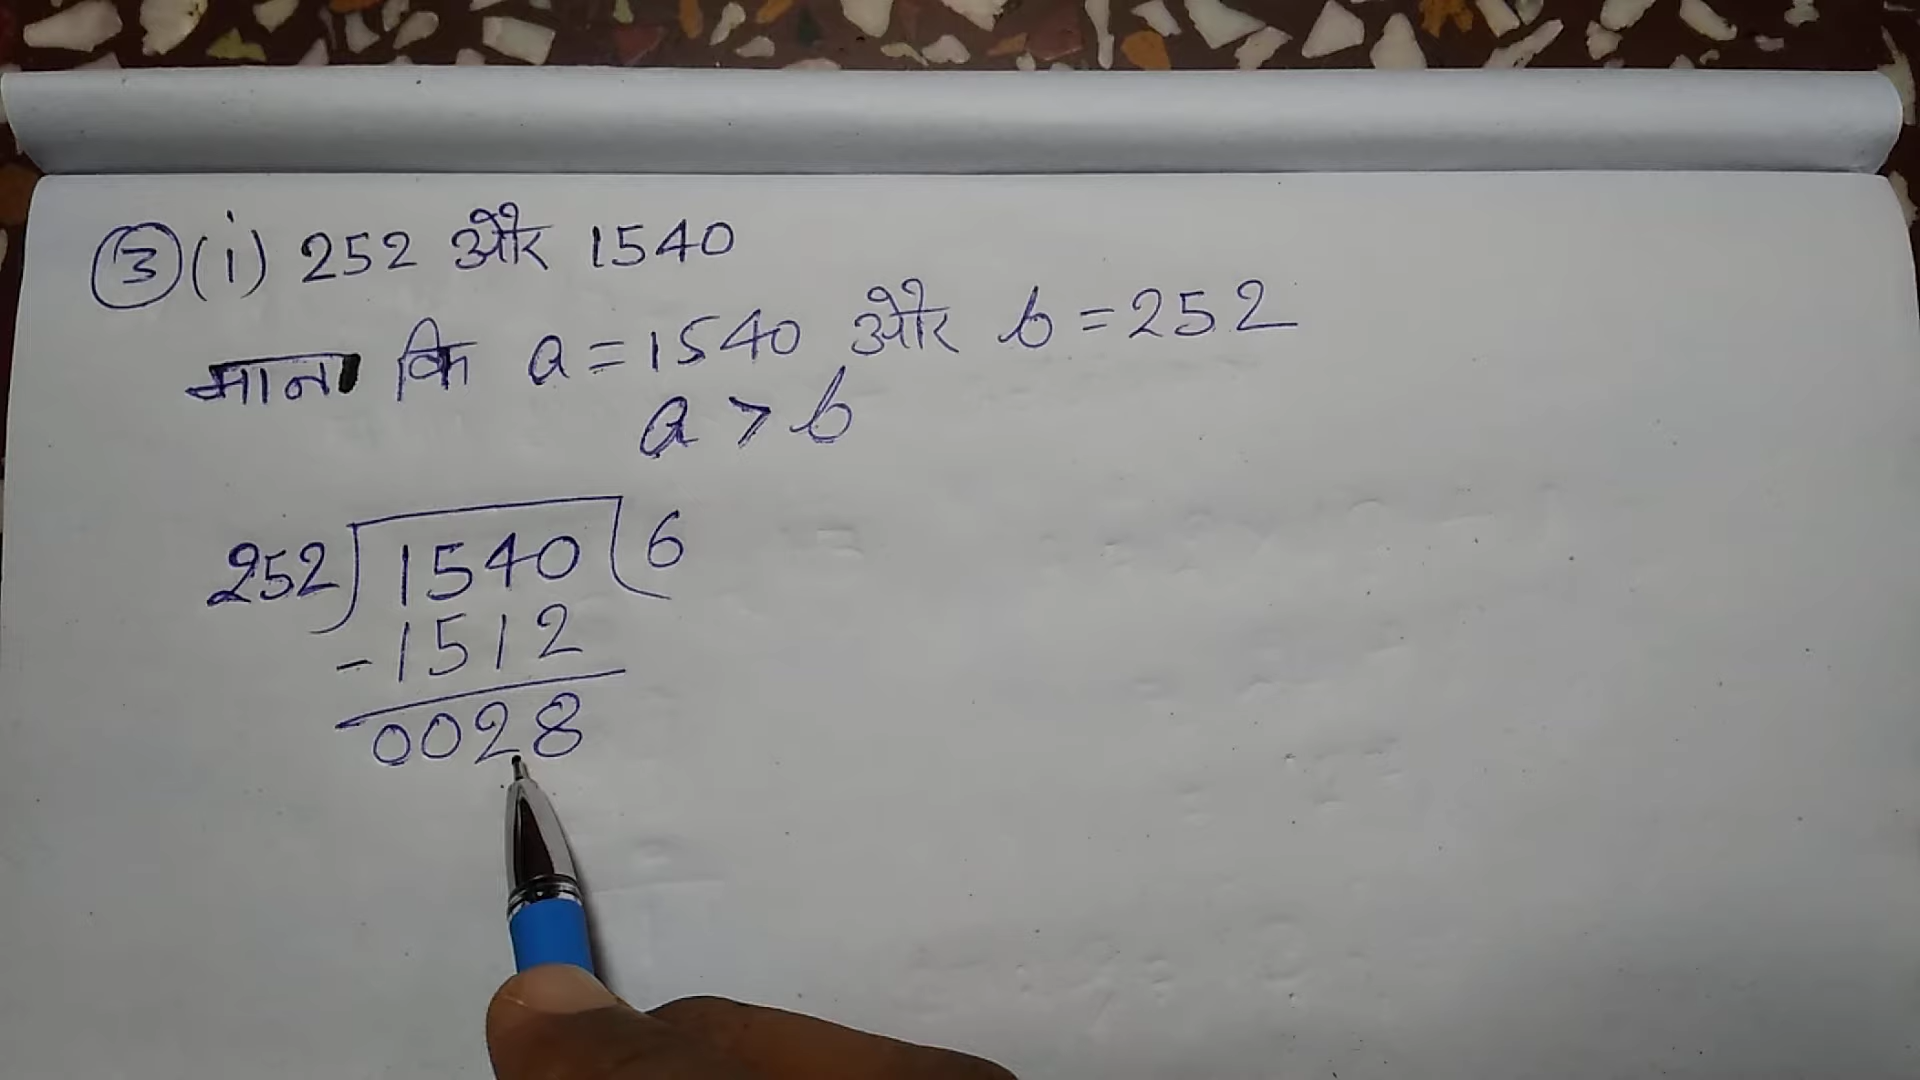 ③ (i) 252 और 1540
माना कि a = 1540 और b = 252
a > b
252 ) 1540 ( 6
- 1512
0028